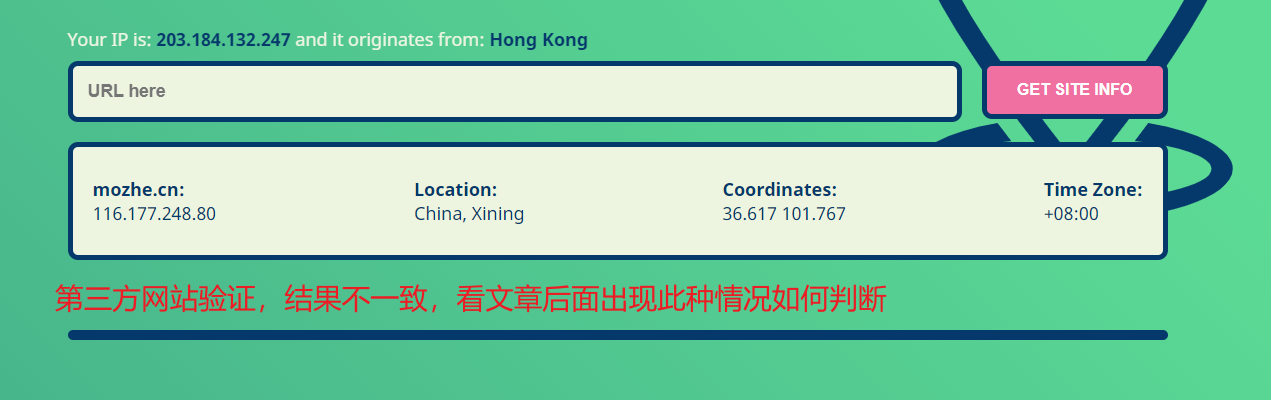 Your IP is: 203.184.132.247 and it originates from: Hong Kong
URL here
GET SITE INFO
mozhe.cn:
116.177.248.80
Location:
China, Xining
Coordinates:
36.617 101.767
Time Zone:
+08:00
第三方网站验证，结果不一致，看文章后面出现此种情况如何判断